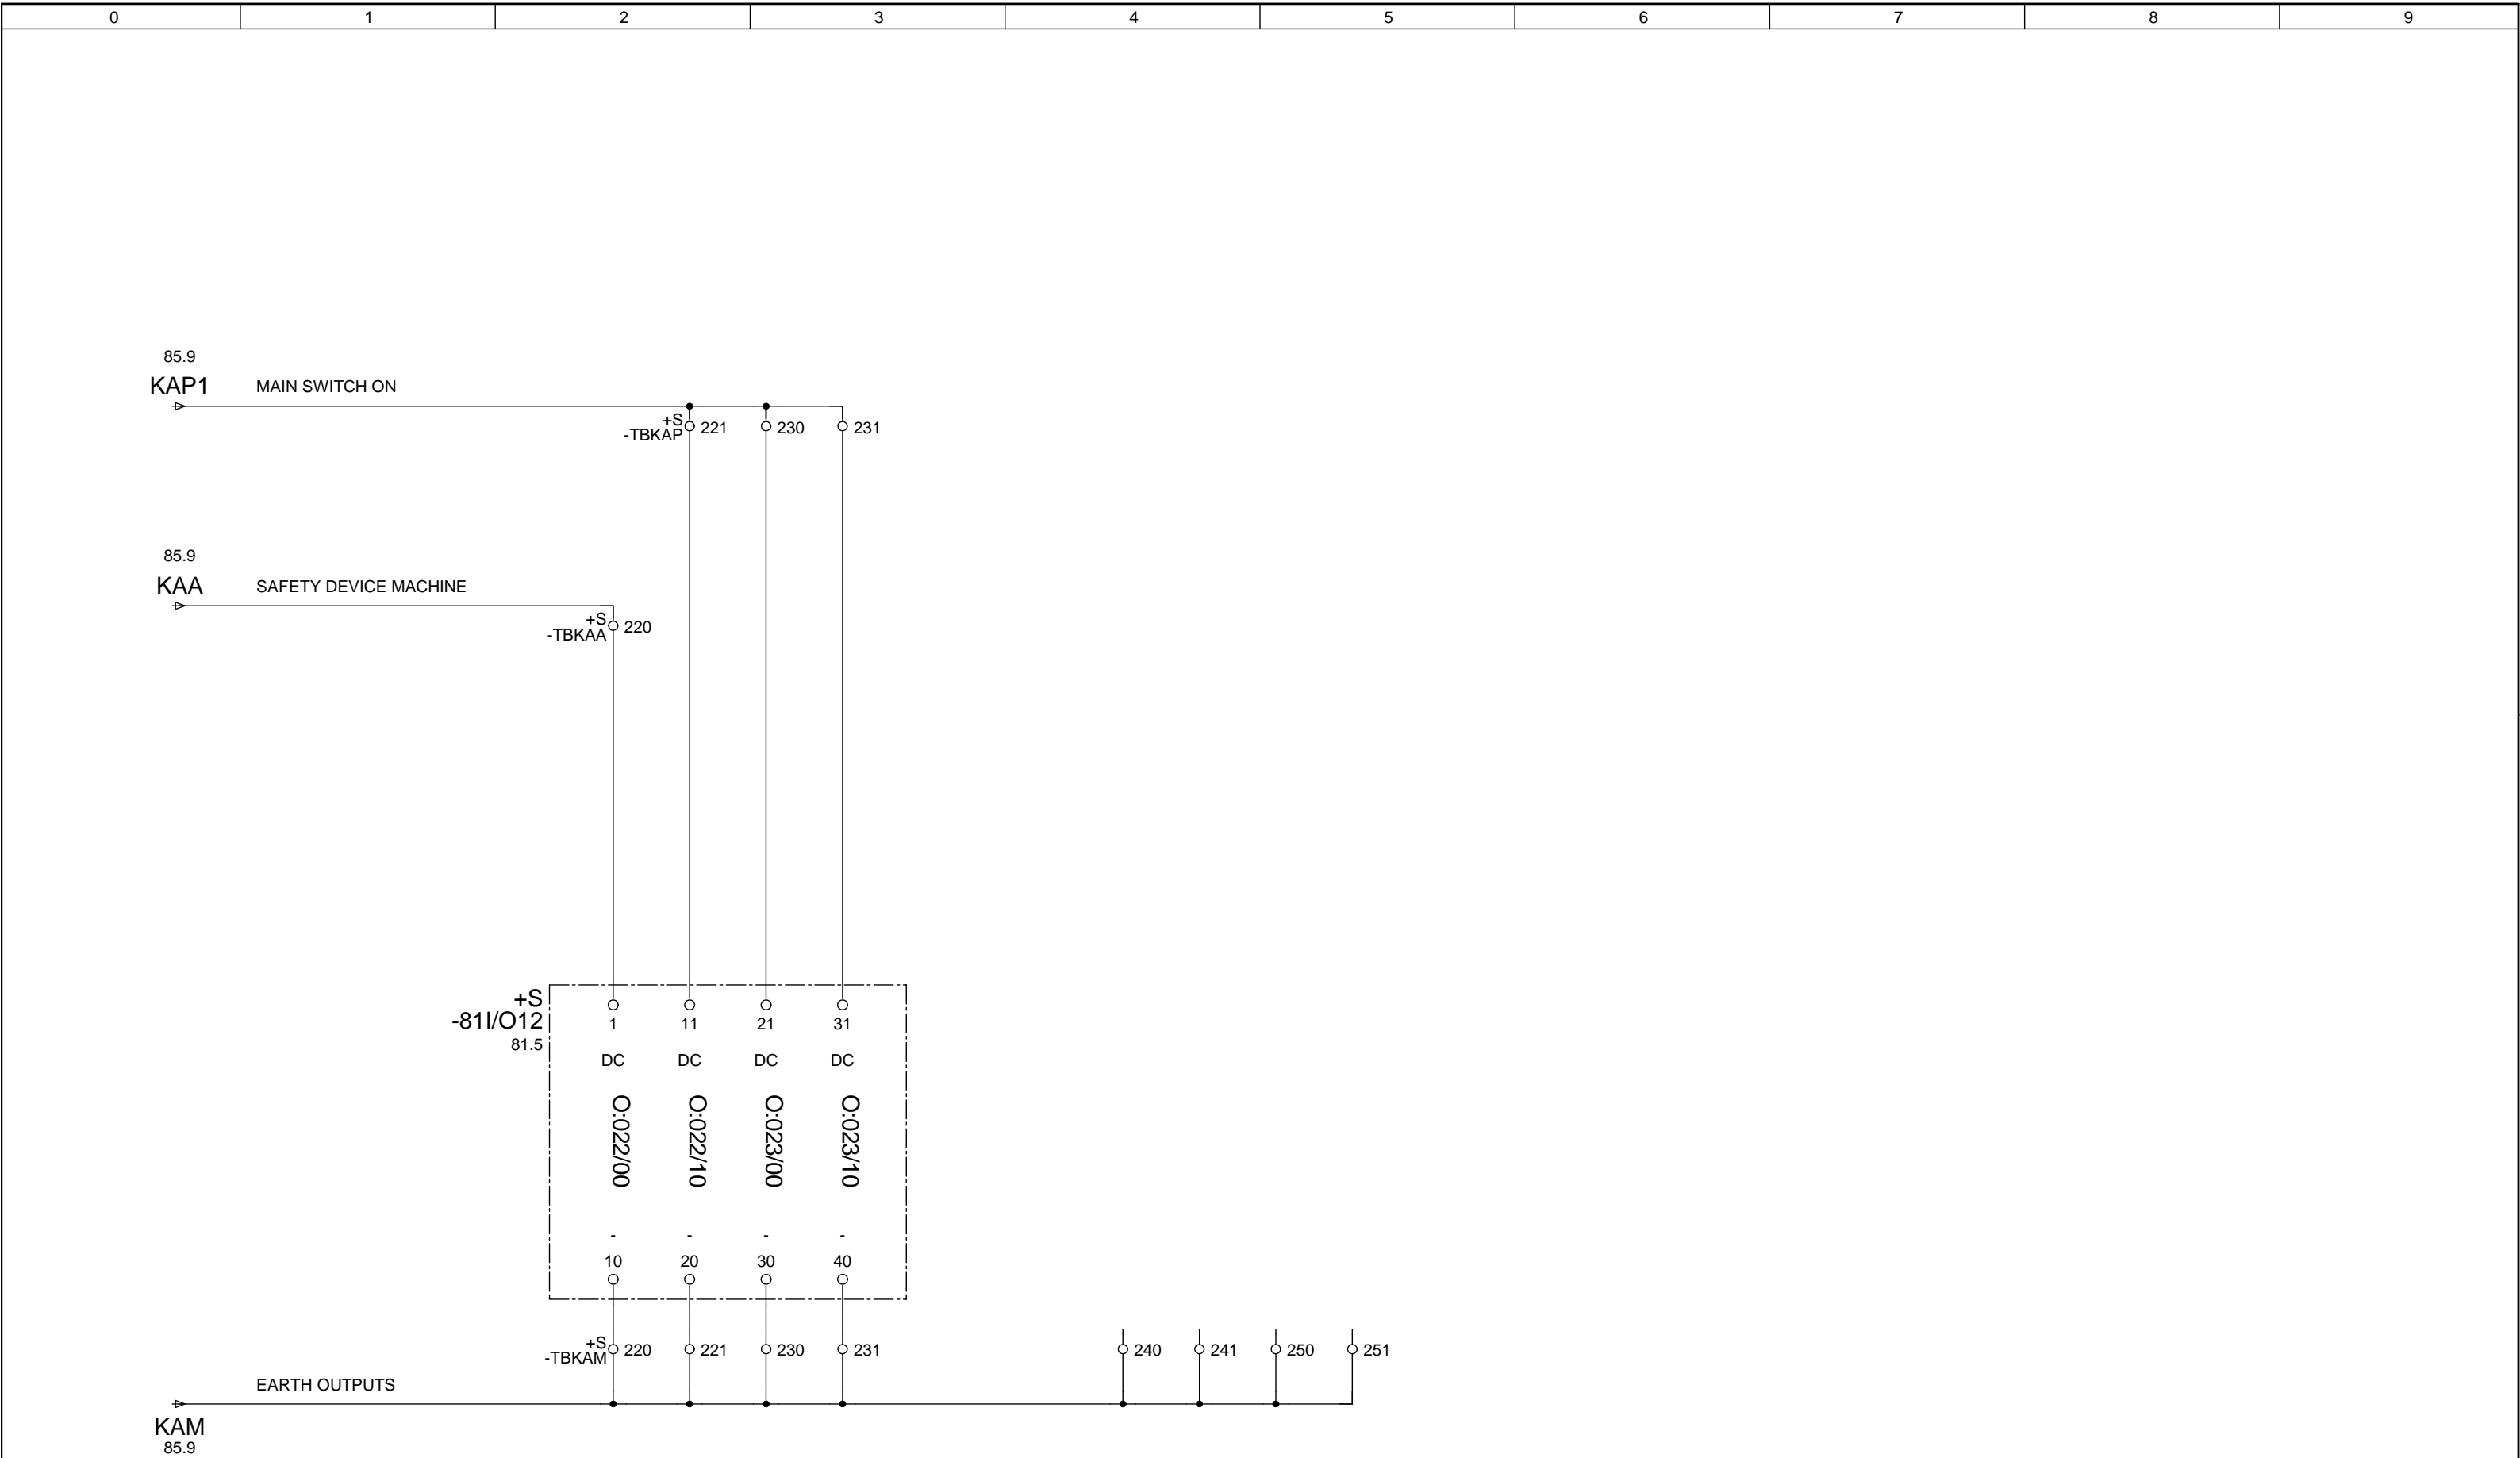 0 1 2 3 4 5 6 7 8 9
85.9
KAP1 MAIN SWITCH ON
+S
-TBKAP 221 230 231
85.9
KAA SAFETY DEVICE MACHINE
+S
-TBKAA 220
+S
-81I/O12
81.5
1 11 21 31
DC DC DC DC
O:022/00 O:022/10 O:023/00 O:023/10
- - - -
10 20 30 40
+S
-TBKAM 220 221 230 231 240 241 250 251
EARTH OUTPUTS
KAM
85.9